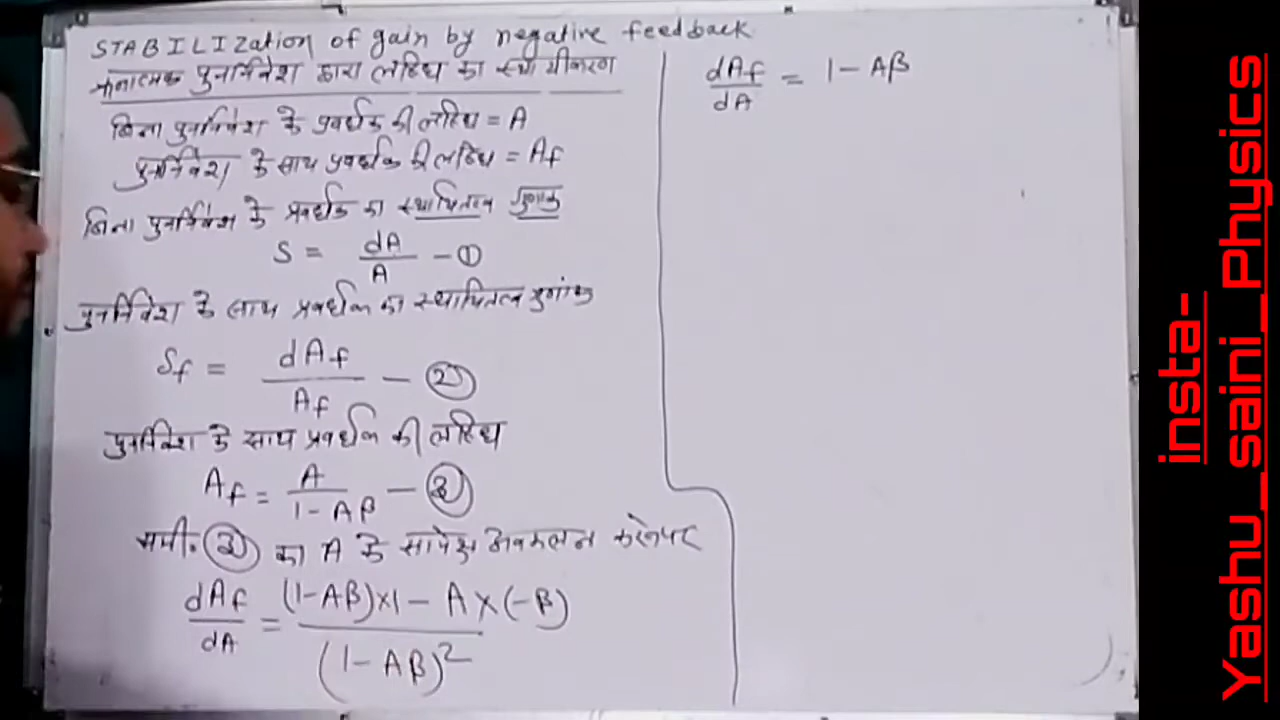 STABILIZation of gain by negative feedback
ऋनात्मक पुनर्निवेश द्वारा लब्धि का स्थायीकरण
बिना पुनर्निवेश के प्रवर्धक की लब्धि = A
पुनर्निवेश के साथ प्रवर्धक की लब्धि = Af
बिना पुनर्निवेश के प्रवर्धक का स्थायित्व गुणांक
S = dA/A - ①
पुनर्निवेश के साथ प्रवर्धक का स्थायित्व गुणांक
Sf = dAf/Af - ②
पुनर्निवेश के साथ प्रवर्धक की लब्धि
Af = A/(1-Aβ) - ③
समी. ③ का A के सापेक्ष अवकलन करने पर
dAf/dA = ((1-Aβ)×1 - A×(-β))/(1-Aβ)²
dAf/dA = 1-Aβ
insta-
Yashu_saini_Physics